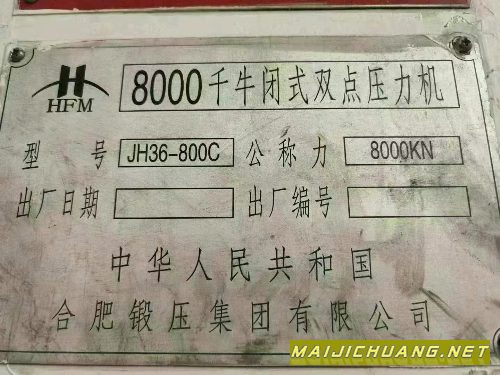 HFM
8000千牛闭式双点压力机
型 号 JH36-800C 公称力 8000KN
出厂日期 出厂编号
中华人民共和国
合肥锻压集团有限公司
MAIJICHUANG.NET